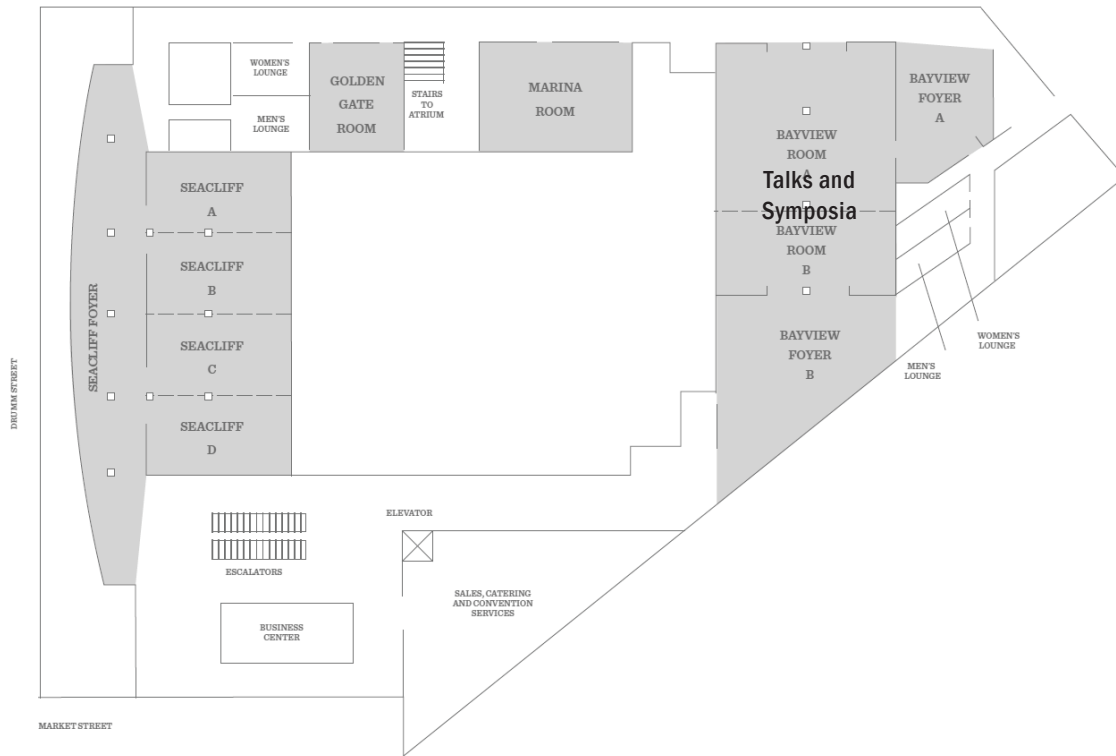 WOMEN'S
LOUNGE
MEN'S
LOUNGE
GOLDEN
GATE
ROOM
STAIRS
TO
ATRIUM
MARINA
ROOM
BAYVIEW
FOYER
A
BAYVIEW
ROOM
A
Talks and
Symposia
BAYVIEW
ROOM
B
BAYVIEW
FOYER
B
WOMEN'S
LOUNGE
MEN'S
LOUNGE
SEACLIFF
A
SEACLIFF
B
SEACLIFF
C
SEACLIFF
D
SEACLIFF FOYER
DRUMM STREET
ELEVATOR
ESCALATORS
SALES, CATERING
AND CONVENTION
SERVICES
BUSINESS
CENTER
MARKET STREET